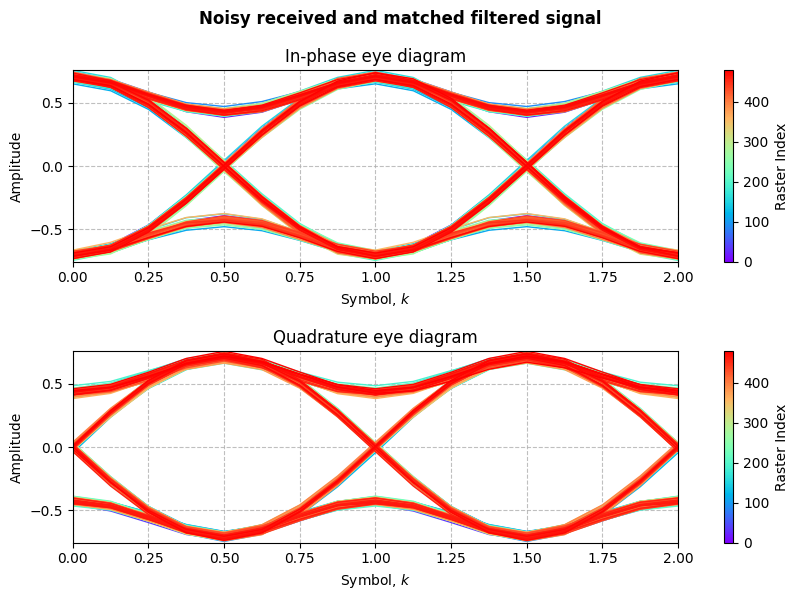 Noisy received and matched filtered signal
In-phase eye diagram
Amplitude
0.5
0.0
−0.5
0.00 0.25 0.50 0.75 1.00 1.25 1.50 1.75 2.00
Symbol, k
400
300
200
100
0
Raster Index
Quadrature eye diagram
Amplitude
0.5
0.0
−0.5
0.00 0.25 0.50 0.75 1.00 1.25 1.50 1.75 2.00
Symbol, k
400
300
200
100
0
Raster Index